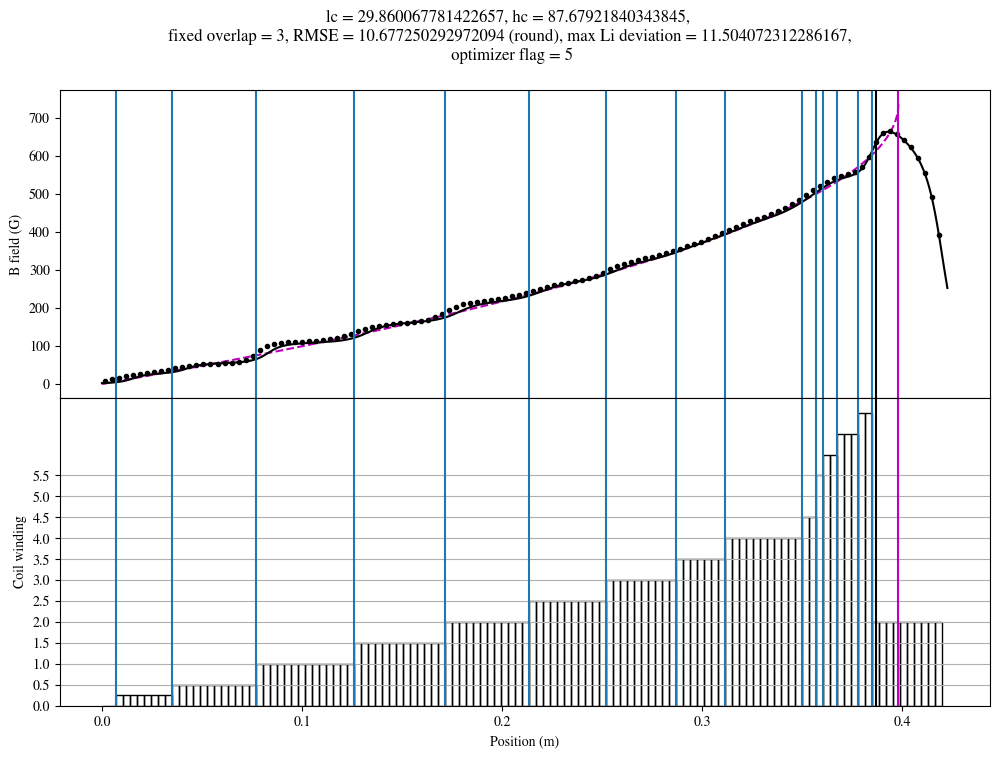 lc = 29.860067781422657, hc = 87.67921840343845,
fixed overlap = 3, RMSE = 10.677250292972094 (round), max Li deviation = 11.504072312286167,
optimizer flag = 5
700
600
500
400
300
200
100
0
B field (G)
5.5
5.0
4.5
4.0
3.5
3.0
2.5
2.0
1.5
1.0
0.5
0.0
Coil winding
0.0 0.1 0.2 0.3 0.4
Position (m)